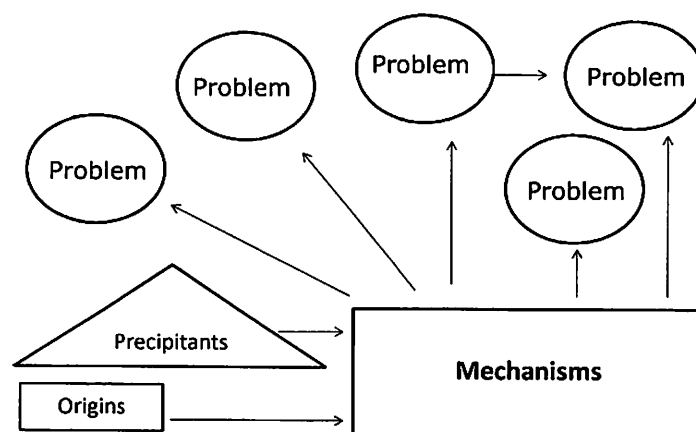 Problem
Problem
Problem
Problem
Problem
Precipitants
Mechanisms
Origins